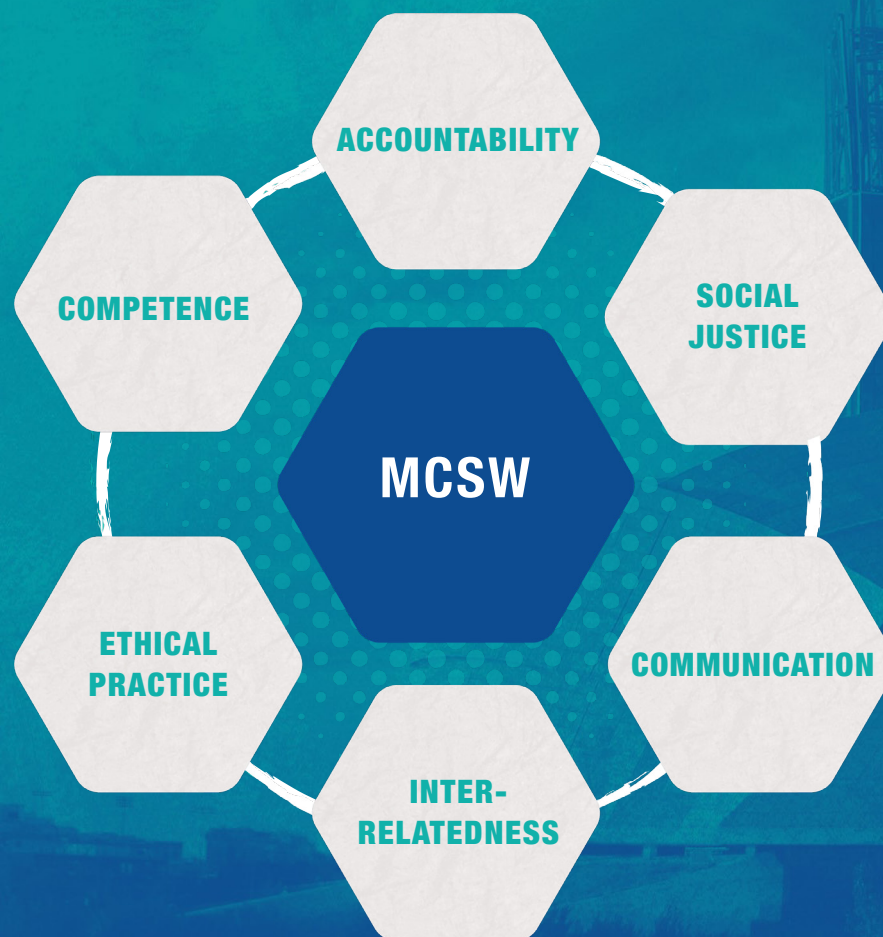 ACCOUNTABILITY
SOCIAL
JUSTICE
COMPETENCE
MCSW
ETHICAL
PRACTICE
COMMUNICATION
INTER-
RELATEDNESS